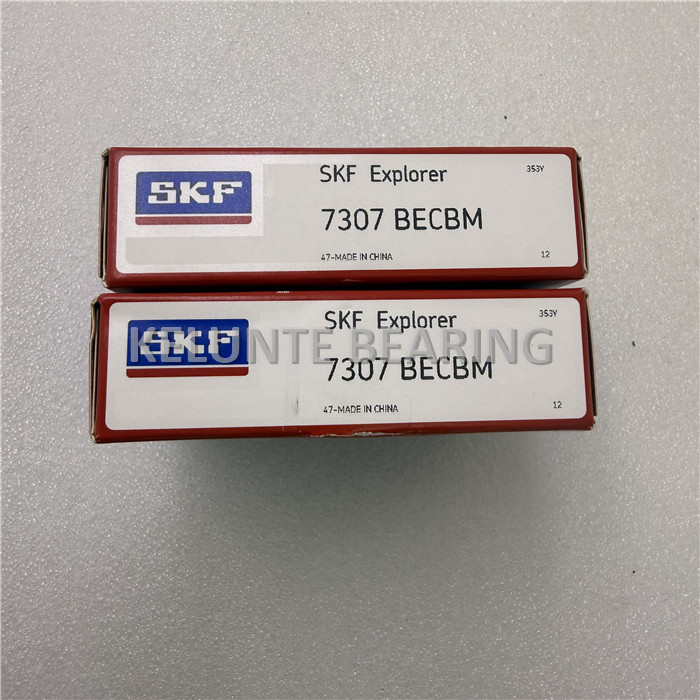 SKF
SKF Explorer
353Y
7307 BECBM
47-MADE IN CHINA
12
SKF
SKF Explorer
353Y
KELUNTE BEARING
7307 BECBM
47-MADE IN CHINA
12